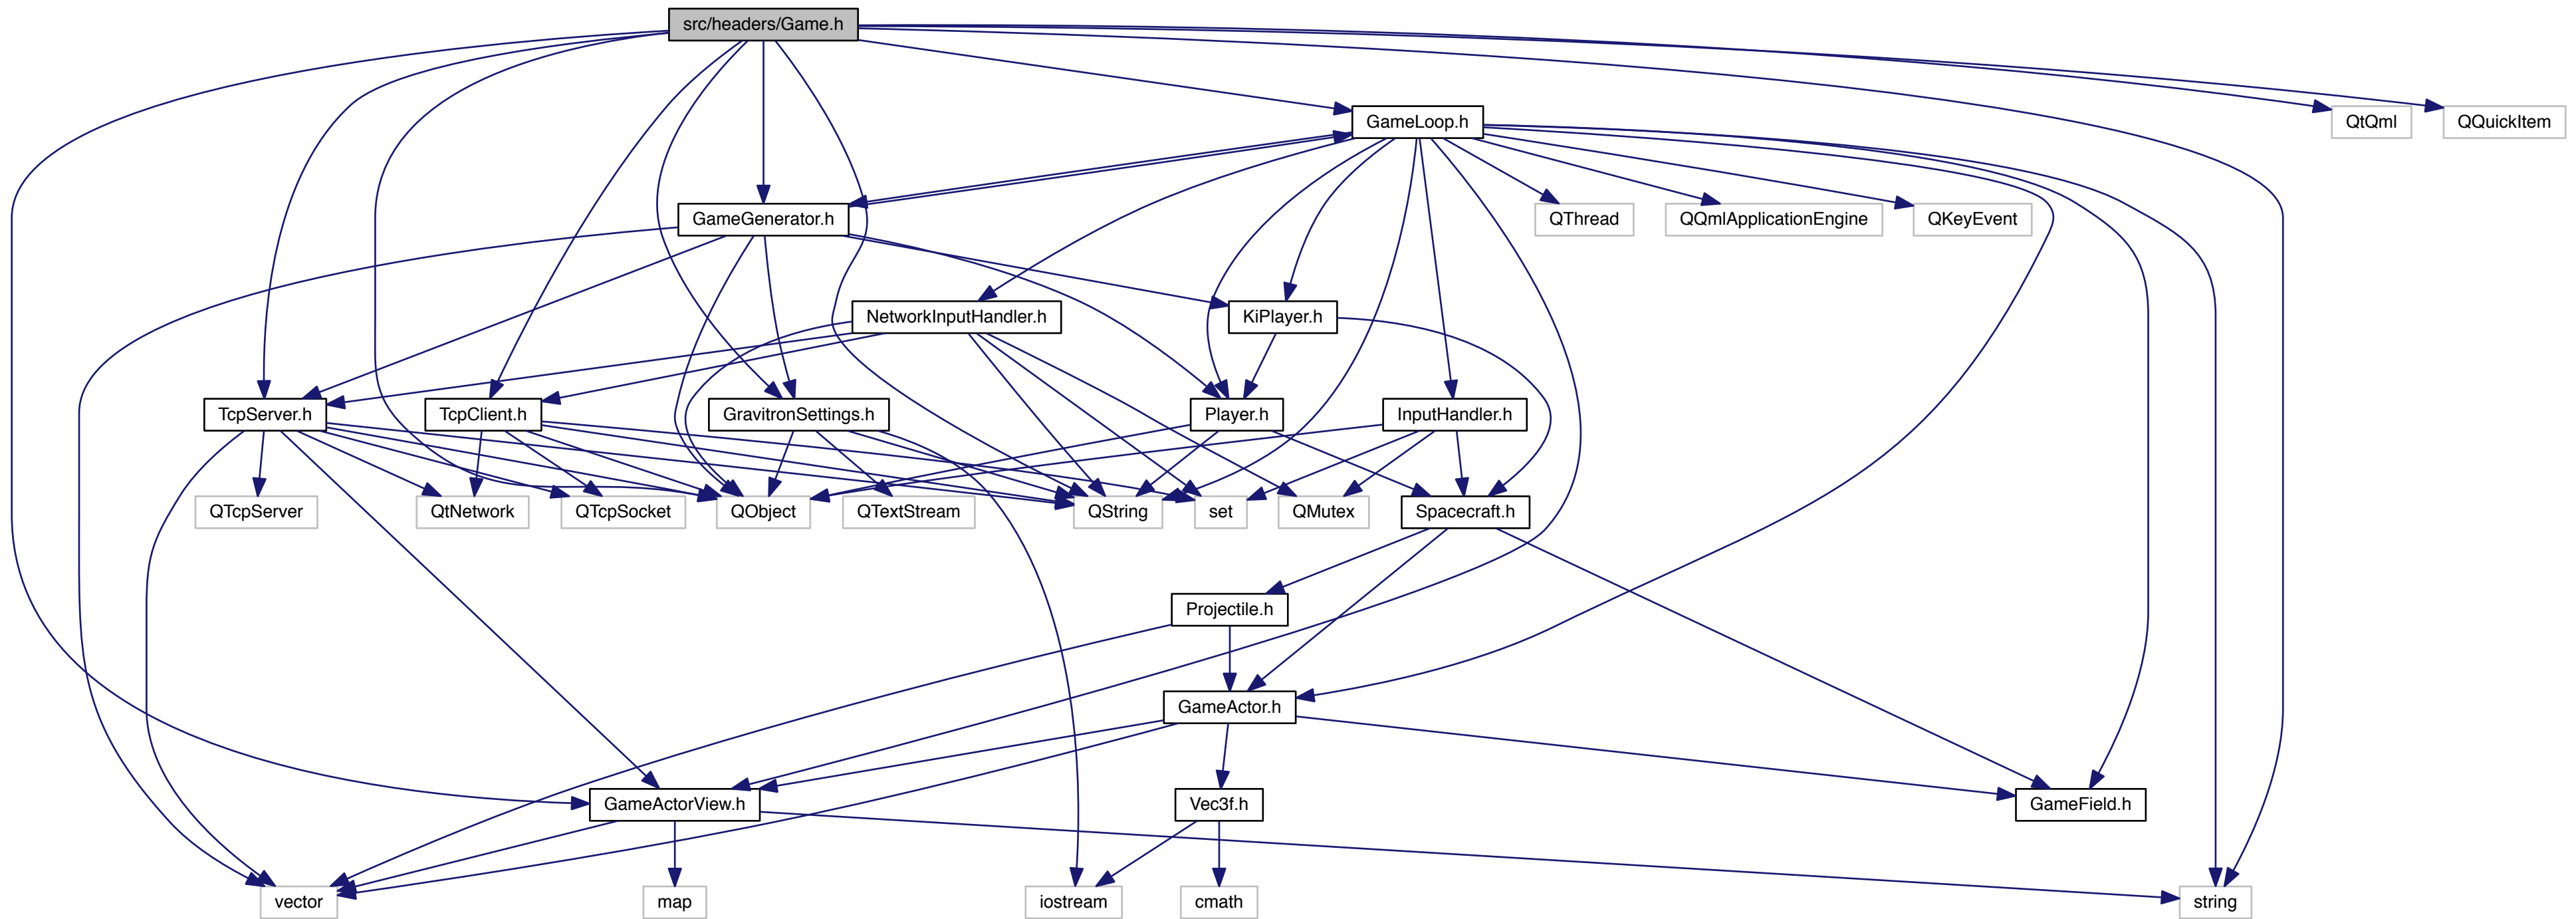 src/headers/Game.h
GameLoop.h
QtQml
QQuickItem
GameGenerator.h
QThread
QQmlApplicationEngine
QKeyEvent
NetworkInputHandler.h
KiPlayer.h
TcpServer.h
TcpClient.h
GravitronSettings.h
Player.h
InputHandler.h
QTcpServer
QtNetwork
QTcpSocket
QObject
QTextStream
QString
set
QMutex
Spacecraft.h
Projectile.h
GameActor.h
GameActorView.h
Vec3f.h
GameField.h
vector
map
iostream
cmath
string